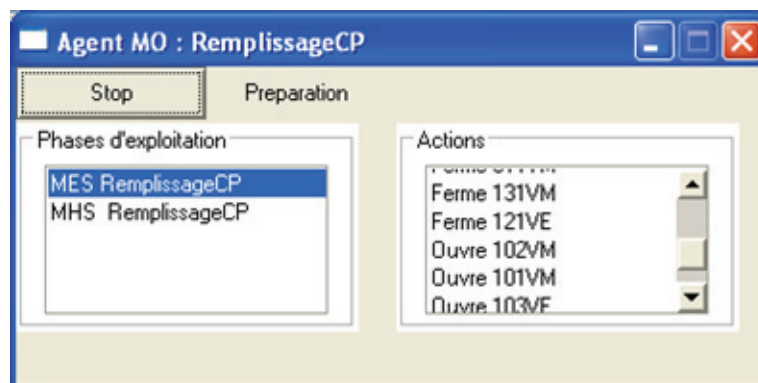 Agent MO : RemplissageCP
Stop
Preparation
Phases d'exploitation
MES RemplissageCP
MHS RemplissageCP
Actions
Ferme 131VM
Ferme 121VE
Ouvre 102VM
Ouvre 101VM
Ouvre 103VE